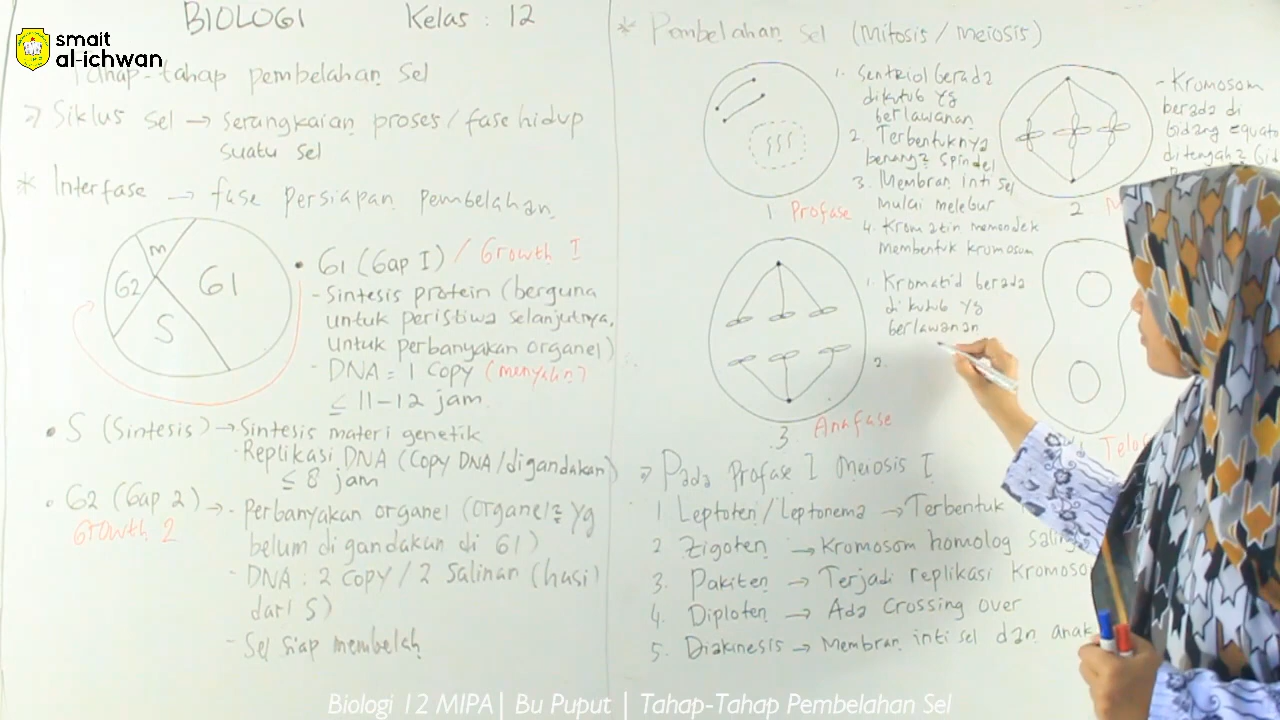 smait
al-ichwan
BIOLOGI Kelas : 12
Tahap-tahap pembelahan sel
=> Siklus sel → serangkaian proses/fase hidup
suatu sel
* Interfase → fase persiapan pembelahan
M
G2
G1
S
• G1 (Gap I) / Growth I
- Sintesis protein (berguna
untuk peristiwa selanjutnya,
untuk perbanyakan organel)
- DNA = 1 copy (menyalin)
≤ 11-12 jam
• S (Sintesis) → Sintesis materi genetik
· Replikasi DNA (Copy DNA/digandakan)
≤ 8 jam
• G2 (Gap 2) → - Perbanyakan organel (organel2 yg
Growth 2
belum digandakan di G1)
- DNA : 2 copy / 2 salinan (hasil
dari S)
- Sel siap membelah
* Pembelahan sel (Mitosis / Meiosis)
1. Sentriol berada
dikutub yg
berlawanan
2. Terbentuknya
benang2 spindel
3. Membran inti sel
mulai melebur
4. Kromatin memendek
membentuk kromosom
1 Profase
- Kromosom
berada di
bidang equato
ditengah2
2
1. Kromatid berada
dikutub yg
berlawanan
2.
3. Anafase
=> Pada Profase I Meiosis I
1 Leptoten/Leptonema → Terbentuk
2 Zigoten → Kromosom homolog
3. Pakiten → Terjadi replikasi kromoso
4. Diploten → Ada Crossing over
5. Diakinesis → Membran inti sel dan anak
Biologi 12 MIPA | Bu Puput | Tahap-Tahap Pembelahan Sel